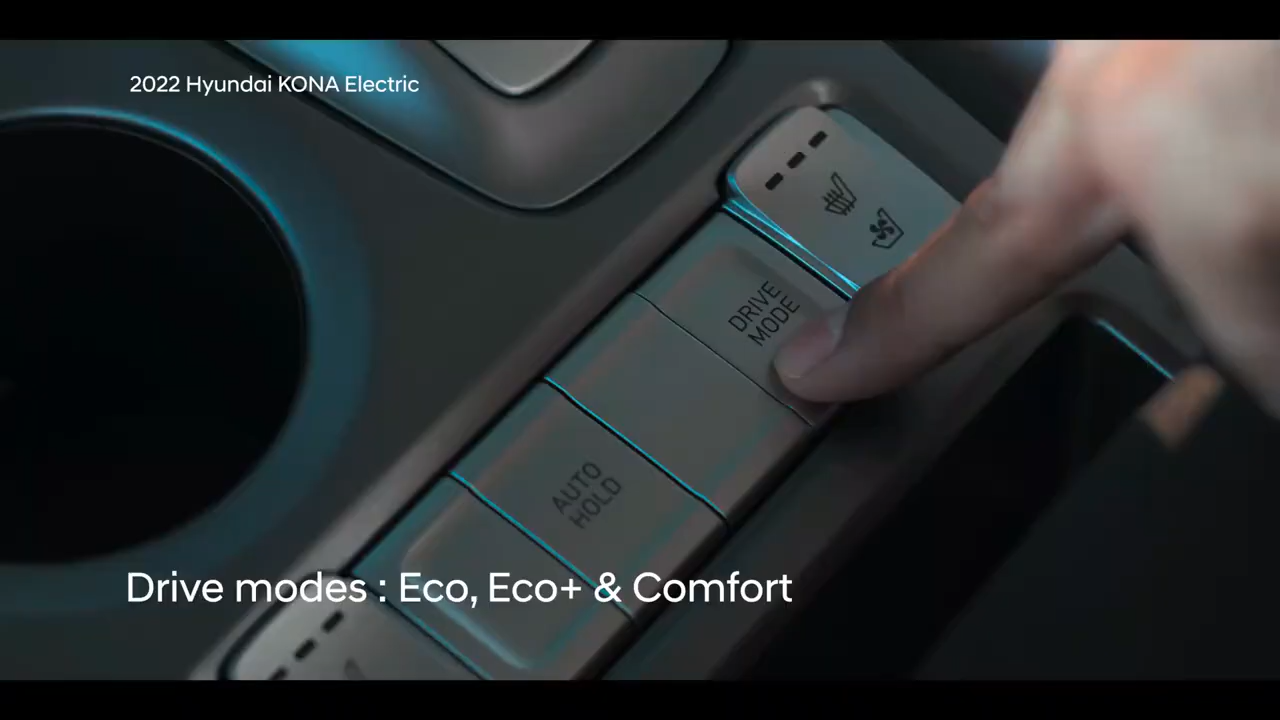 2022 Hyundai KONA Electric
DRIVE
MODE
AUTO
HOLD
Drive modes : Eco, Eco+ & Comfort